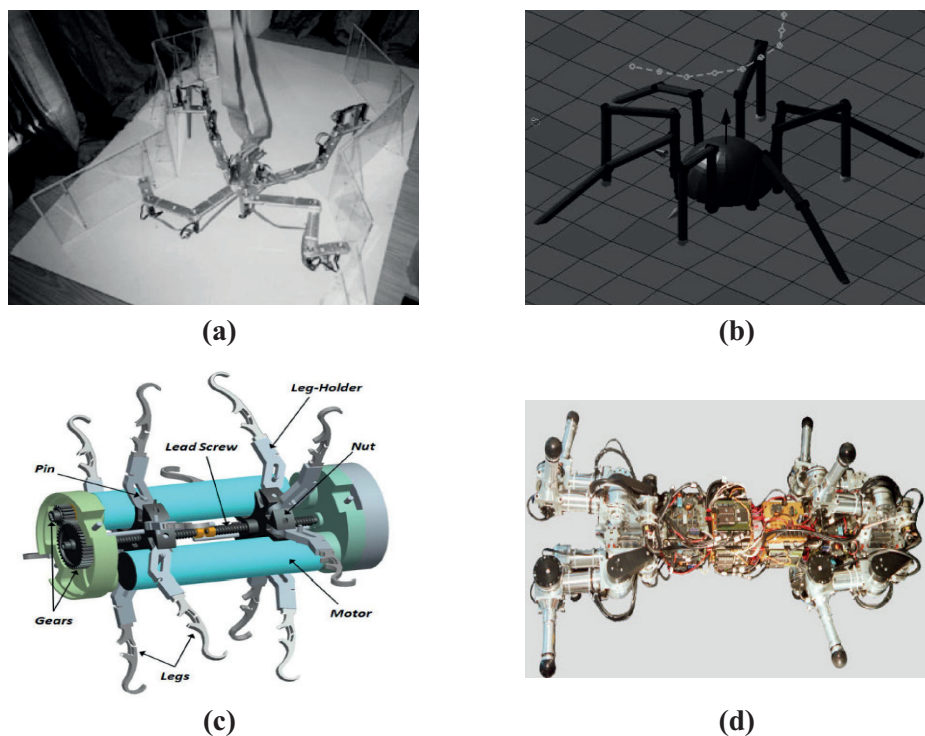 (a)
(b)
Leg-Holder
Lead Screw
Nut
Pin
Gears
Motor
Legs
(c)
(d)